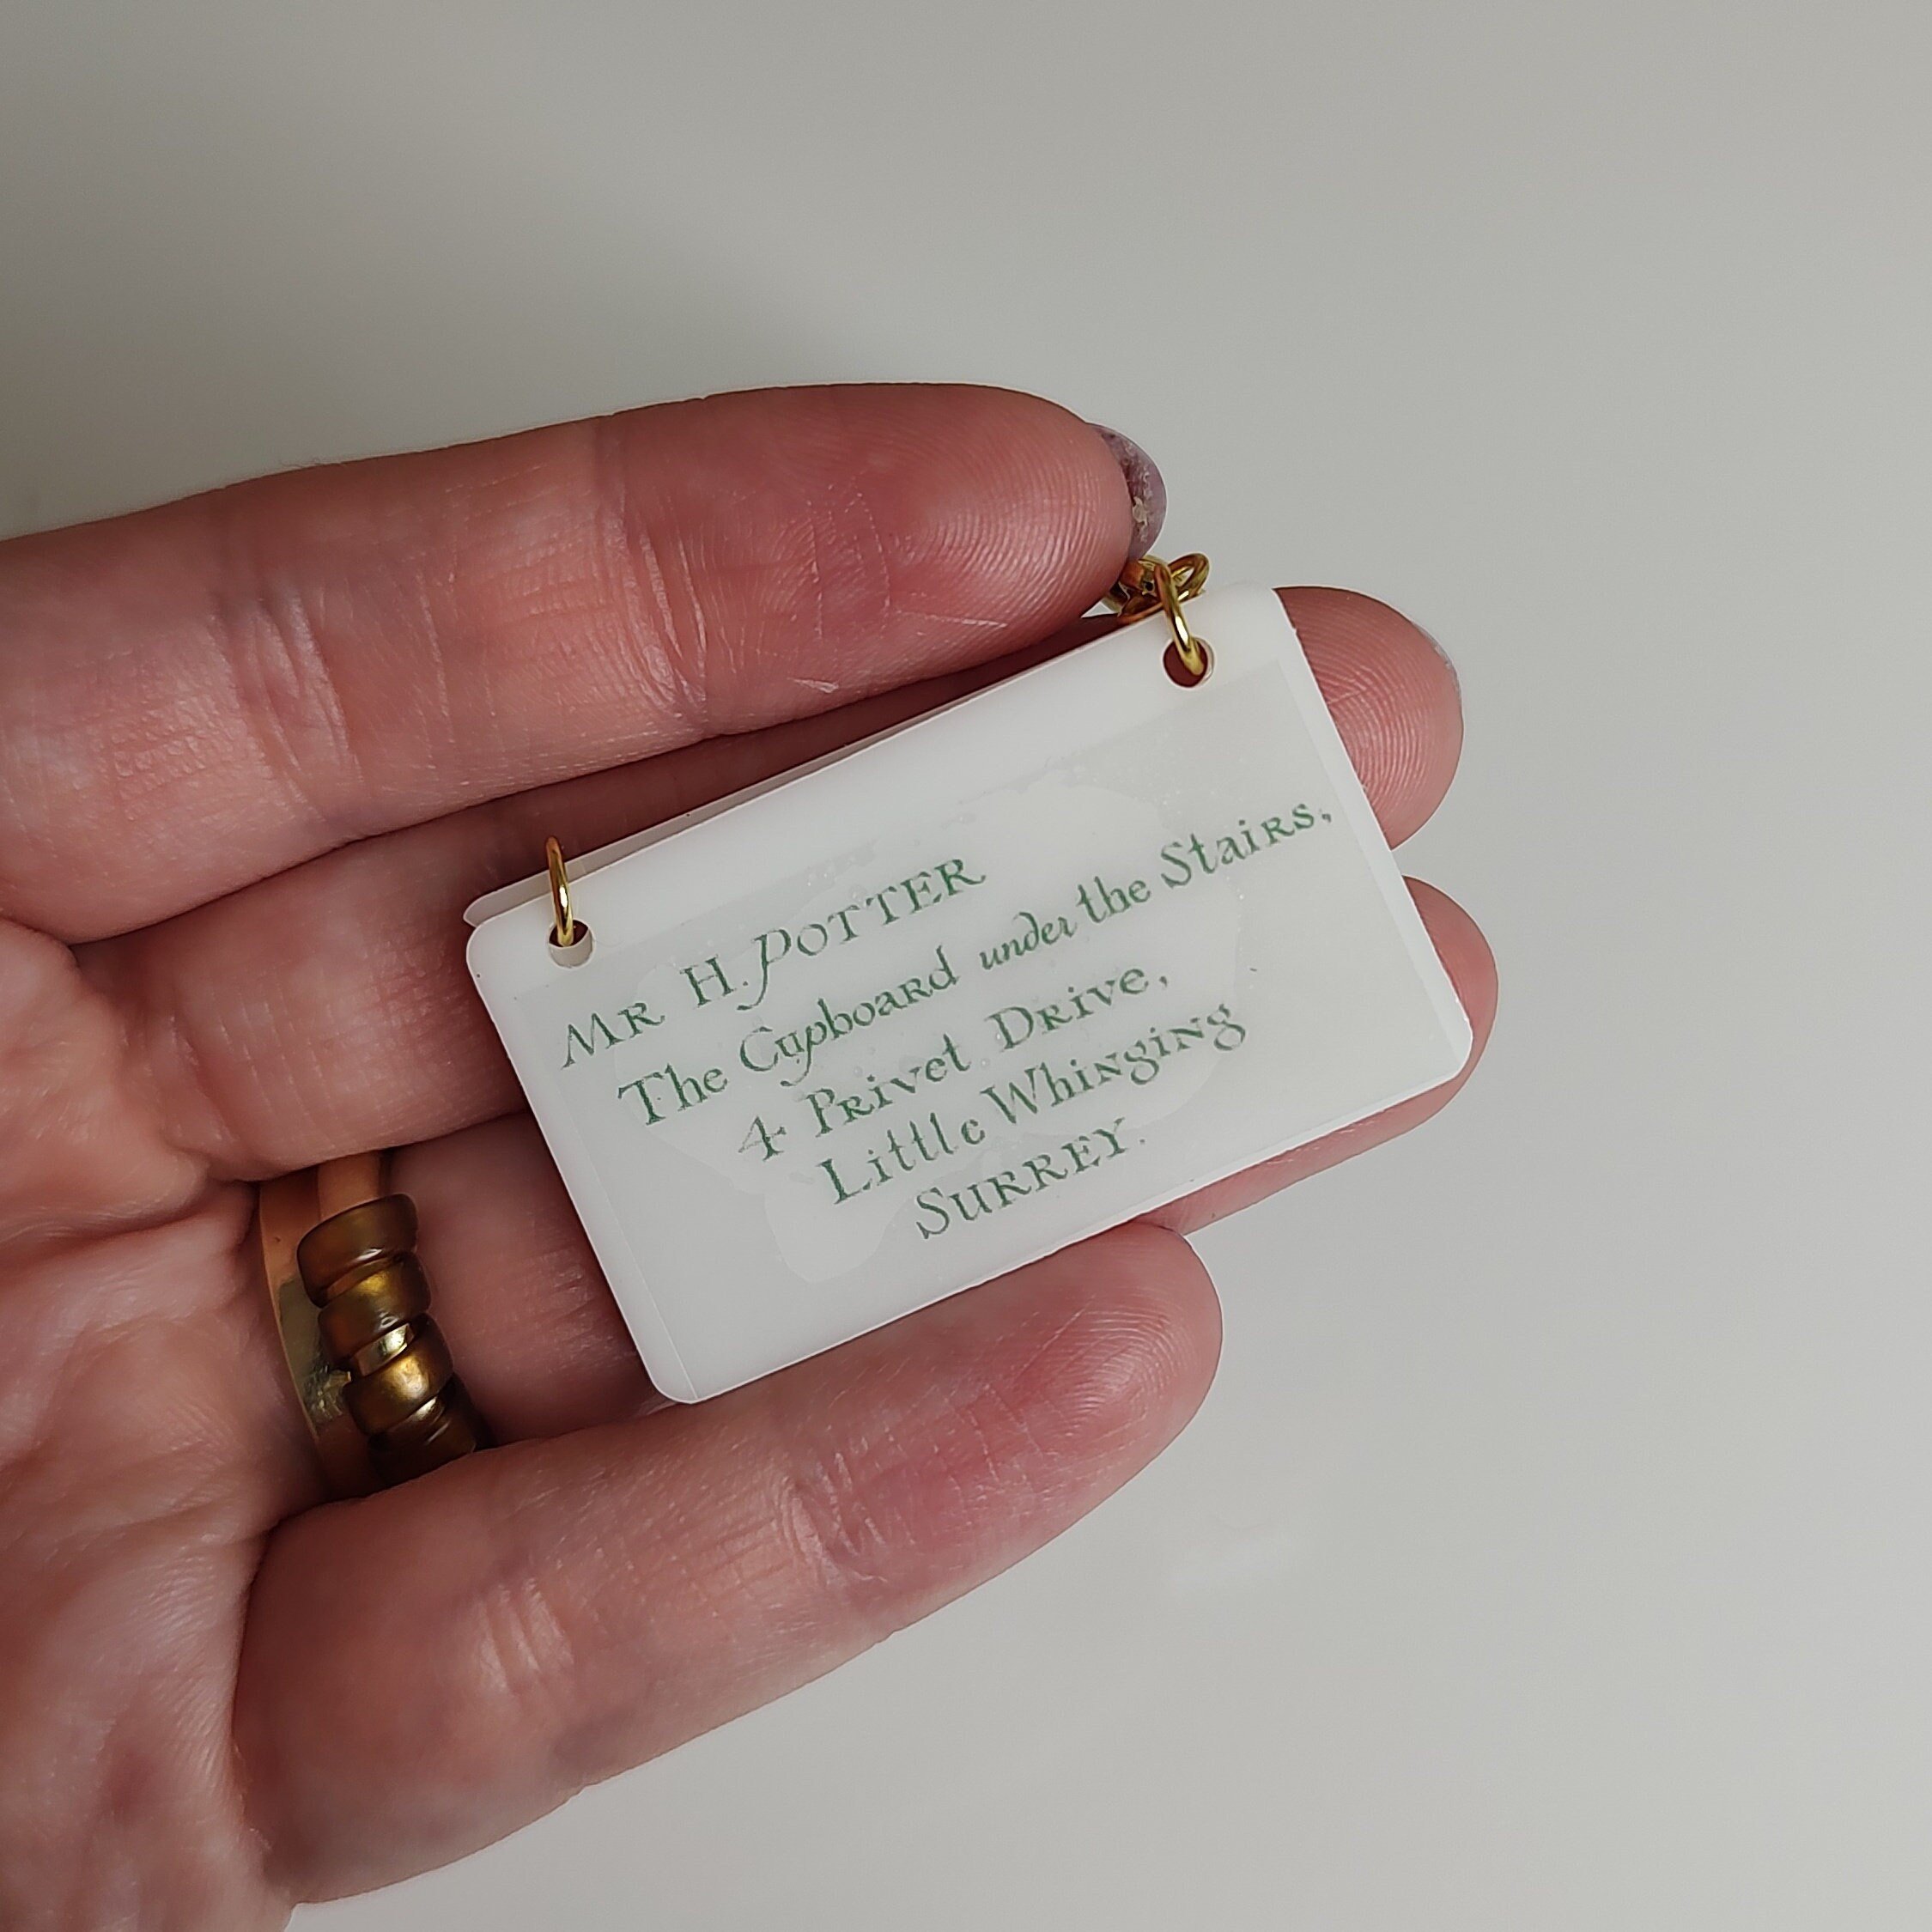 MR H. POTTER
The Cupboard under the Stairs,
4 Privet Drive,
Little Whinging
SURREY.